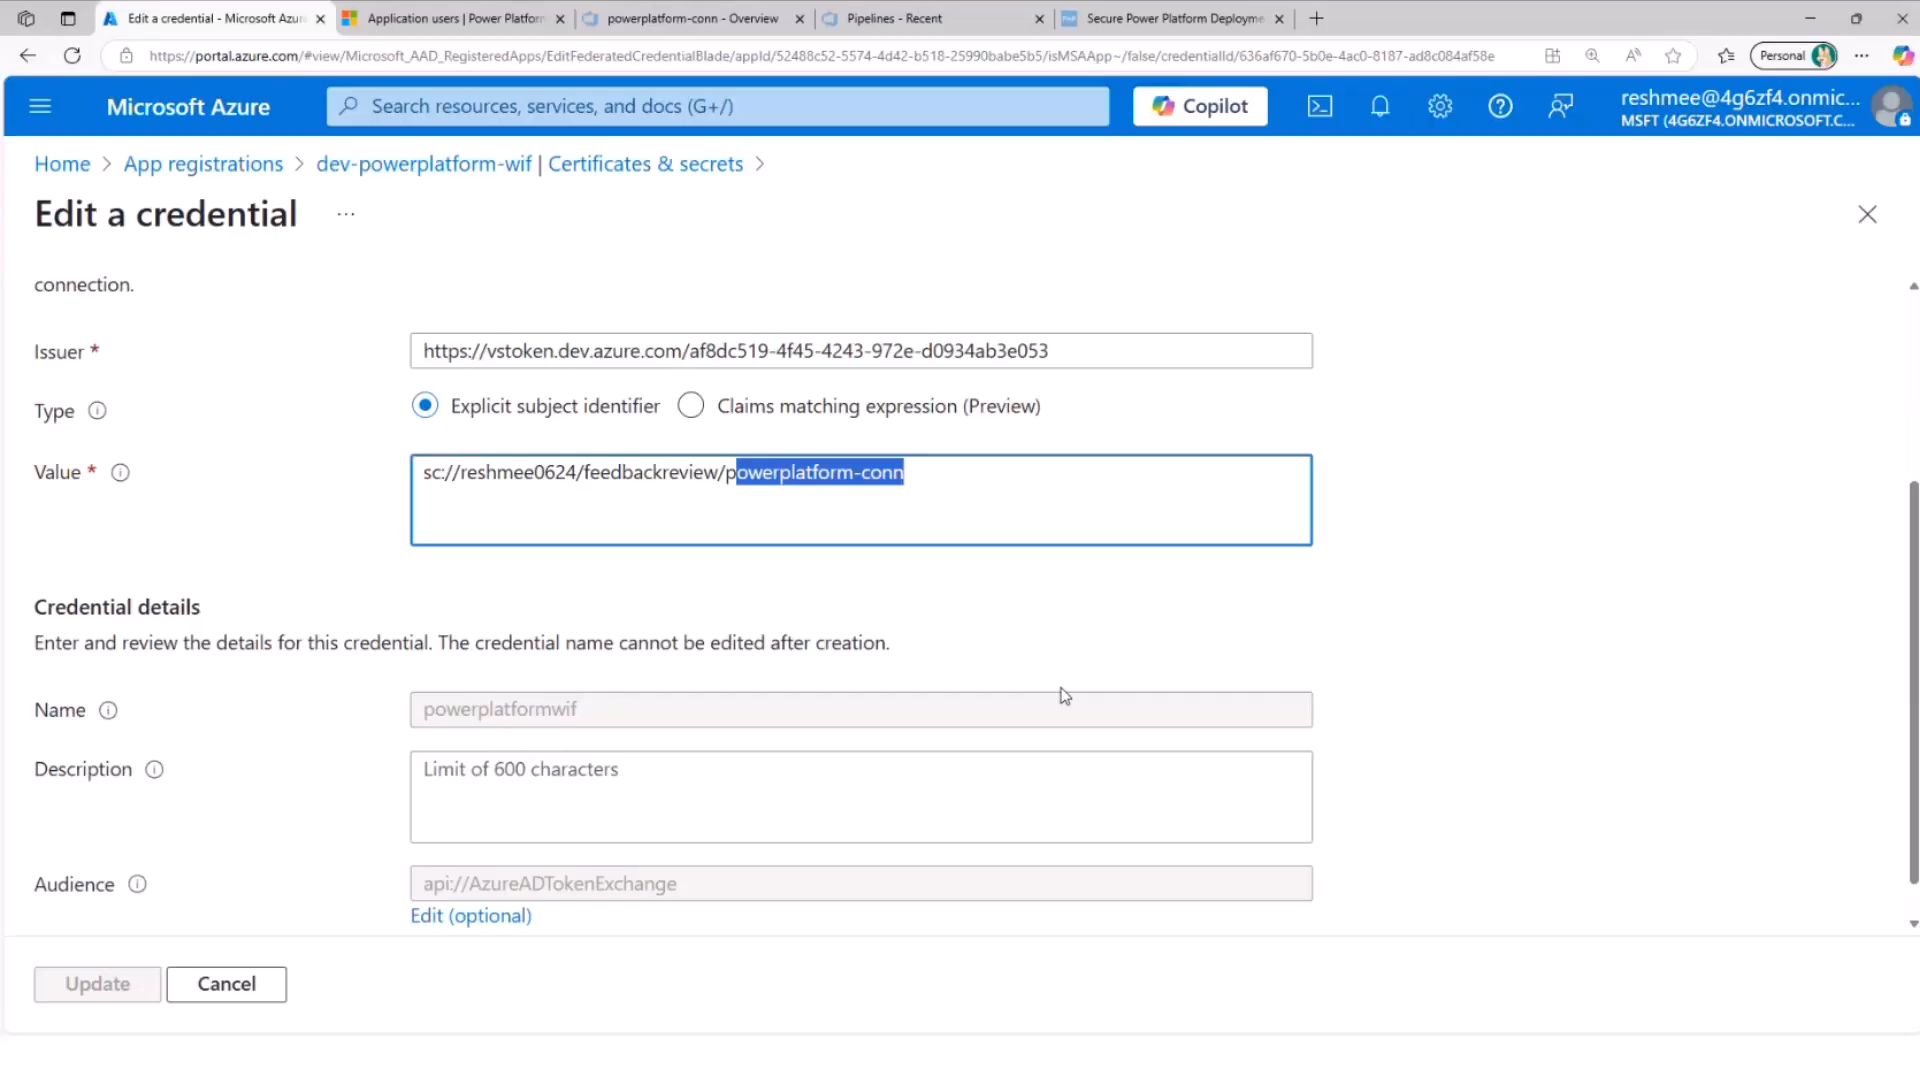 Edit a credential - Microsoft Azu
Application users | Power Platform
powerplatform-conn - Overview
Pipelines - Recent
Secure Power Platform Deployme
https://portal.azure.com/#view/Microsoft_AAD_RegisteredApps/EditFederatedCredentialBlade/appId/52488c52-5574-4d42-b518-25990babe5b5/isMSAApp~/false/credentialId/636af670-5b0e-4ac0-8187-ad8c084af58e
Personal
Microsoft Azure
Search resources, services, and docs (G+/)
Copilot
reshmee@4g6zf4.onmic...
MSFT (4G6ZF4.ONMICROSOFT.C...
Home > App registrations > dev-powerplatform-wif | Certificates & secrets >
Edit a credential ...
connection.
Issuer *
https://vstoken.dev.azure.com/af8dc519-4f45-4243-972e-d0934ab3e053
Type
Explicit subject identifier
Claims matching expression (Preview)
Value *
sc://reshmee0624/feedbackreview/powerplatform-conn
Credential details
Enter and review the details for this credential. The credential name cannot be edited after creation.
Name
powerplatformwif
Description
Limit of 600 characters
Audience
api://AzureADTokenExchange
Edit (optional)
Update
Cancel